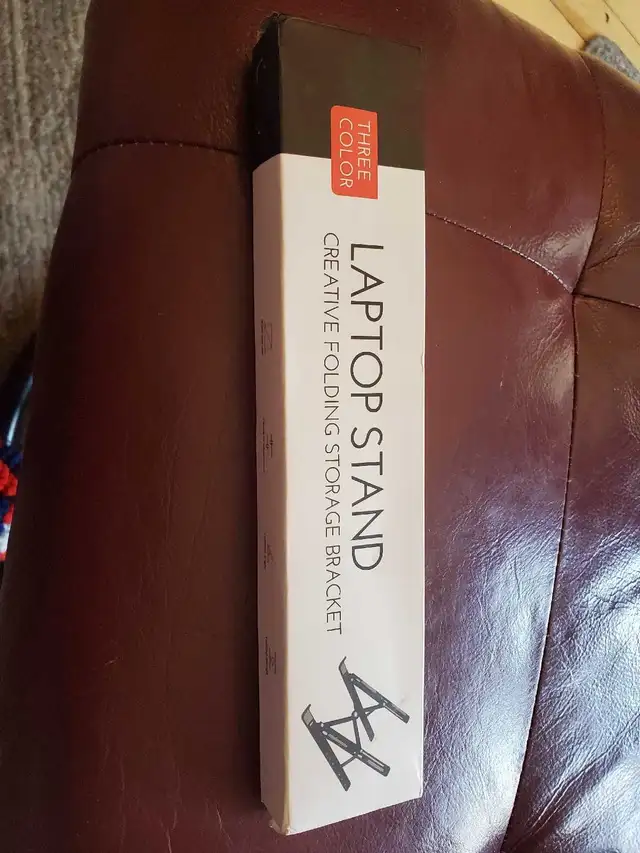 THREE
COLOR
LAPTOP STAND
CREATIVE FOLDING STORAGE BRACKET